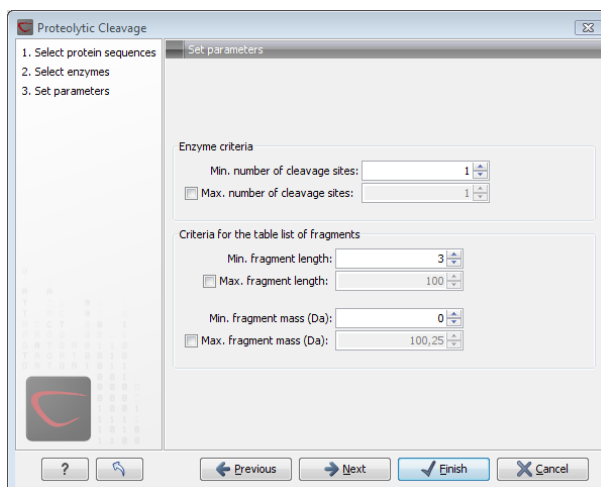 Proteolytic Cleavage
1. Select protein sequences
2. Select enzymes
3. Set parameters
Set parameters
Enzyme criteria
Min. number of cleavage sites: 1
Max. number of cleavage sites: 1
Criteria for the table list of fragments
Min. fragment length: 3
Max. fragment length: 100
Min. fragment mass (Da): 0
Max. fragment mass (Da): 100,25
? Previous Next Finish Cancel